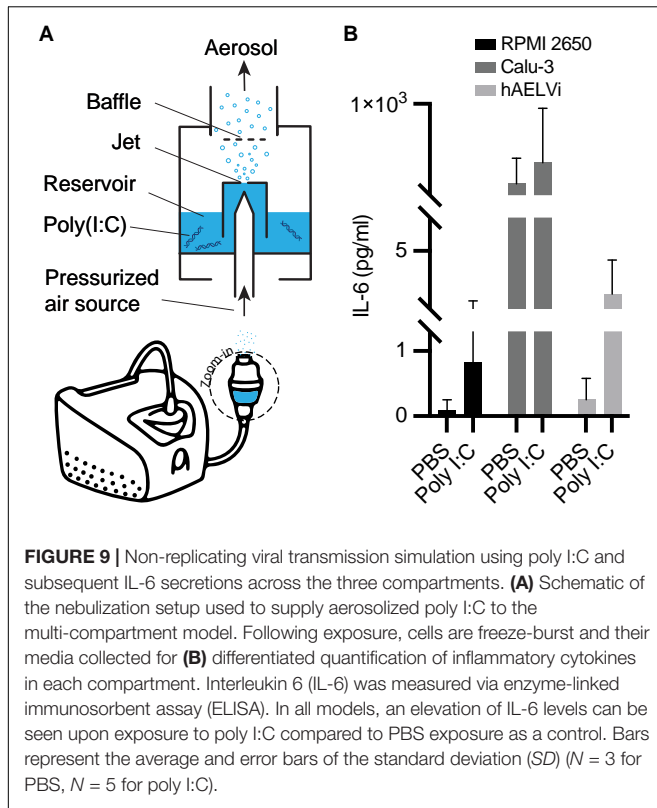 A
Aerosol
Baffle
Jet
Reservoir
Poly(I:C)
Pressurized
air source
Zoom-in
B
RPMI 2650
Calu-3
hAELVi
1×10³
5
1
0
IL-6 (pg/ml)
PBS
Poly I:C
PBS
Poly I:C
PBS
Poly I:C
FIGURE 9 | Non-replicating viral transmission simulation using poly I:C and
subsequent IL-6 secretions across the three compartments. (A) Schematic of
the nebulization setup used to supply aerosolized poly I:C to the
multi-compartment model. Following exposure, cells are freeze-burst and their
media collected for (B) differentiated quantification of inflammatory cytokines
in each compartment. Interleukin 6 (IL-6) was measured via enzyme-linked
immunosorbent assay (ELISA). In all models, an elevation of IL-6 levels can be
seen upon exposure to poly I:C compared to PBS exposure as a control. Bars
represent the average and error bars of the standard deviation (SD) (N = 3 for
PBS, N = 5 for poly I:C).